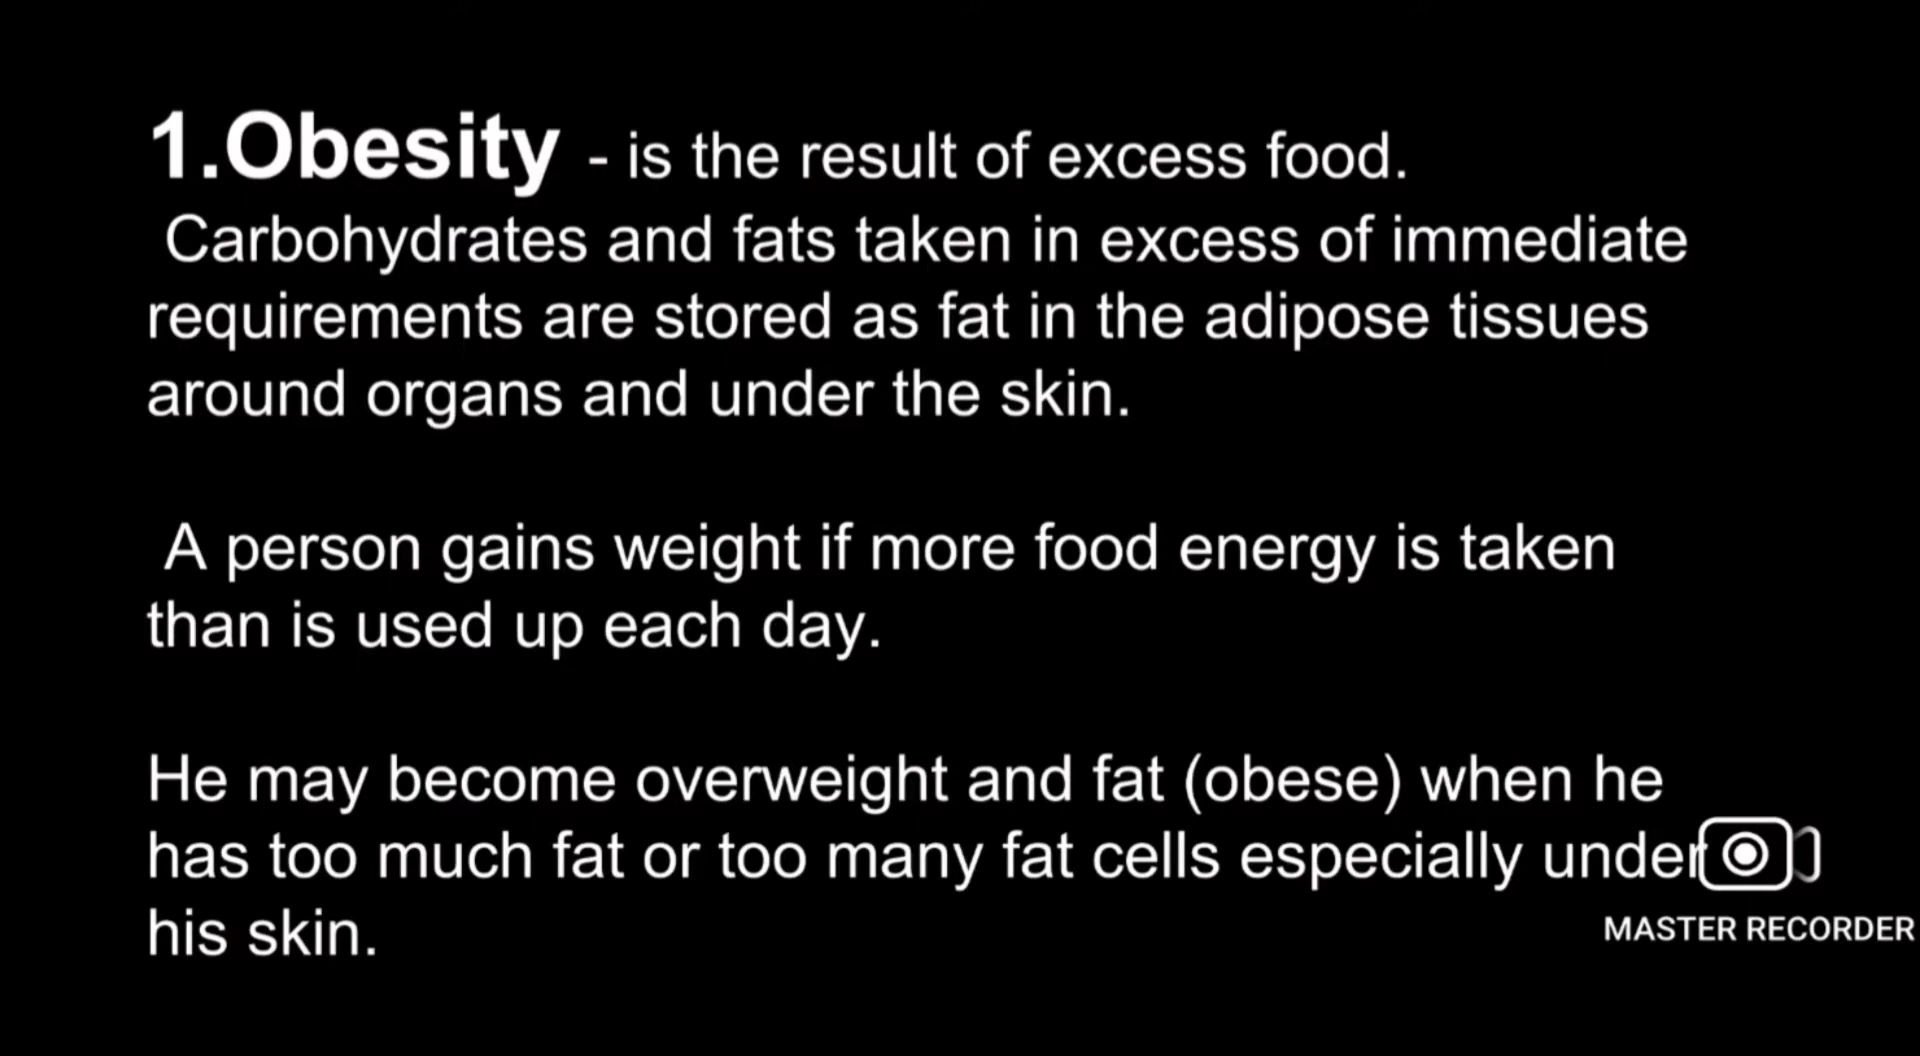 1.Obesity - is the result of excess food.
Carbohydrates and fats taken in excess of immediate
requirements are stored as fat in the adipose tissues
around organs and under the skin.
A person gains weight if more food energy is taken
than is used up each day.
He may become overweight and fat (obese) when he
has too much fat or too many fat cells especially under
his skin.
MASTER RECORDER